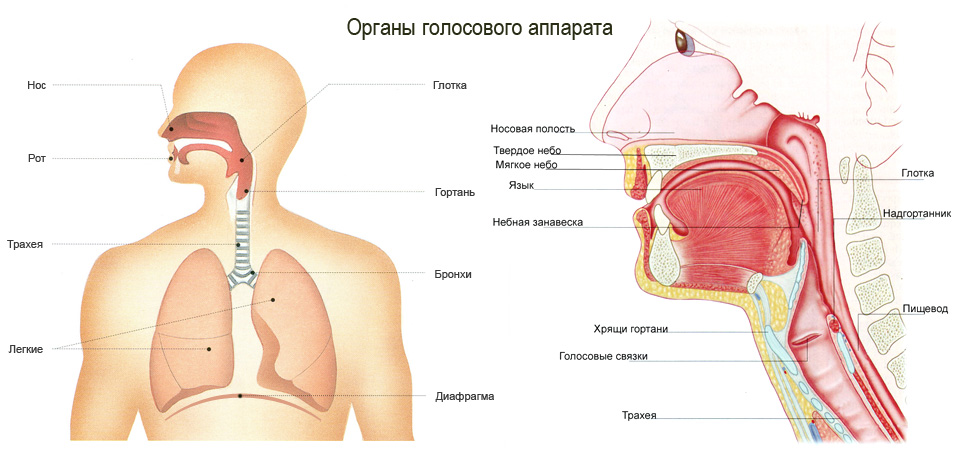 Органы голосового аппарата
Нос
Рот
Трахея
Легкие
Глотка
Гортань
Бронхи
Диафрагма
Носовая полость
Твердое небо
Мягкое небо
Язык
Небная занавеска
Хрящи гортани
Голосовые связки
Трахея
Глотка
Надгортанник
Пищевод